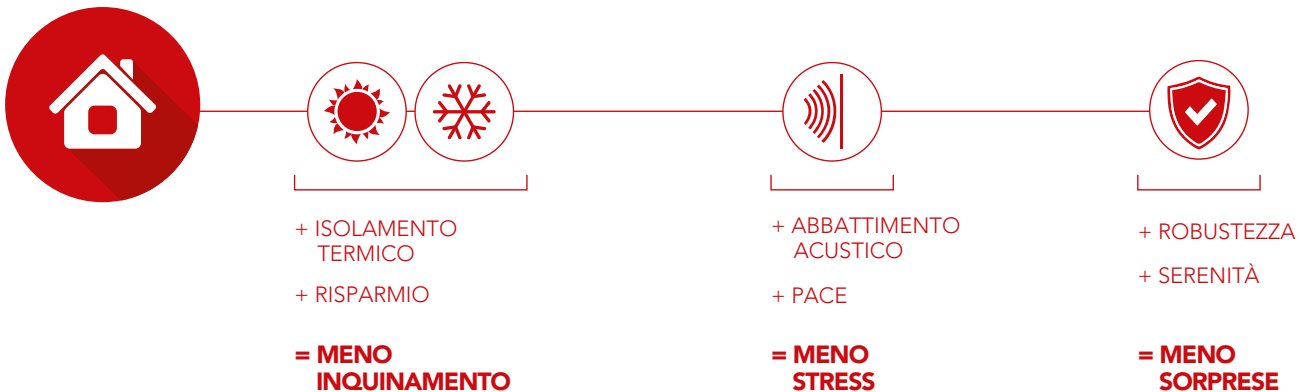 + ISOLAMENTO
TERMICO
+ RISPARMIO
= MENO
INQUINAMENTO
+ ABBATTIMENTO
ACUSTICO
+ PACE
= MENO
STRESS
+ ROBUSTEZZA
+ SERENITÀ
= MENO
SORPRESE